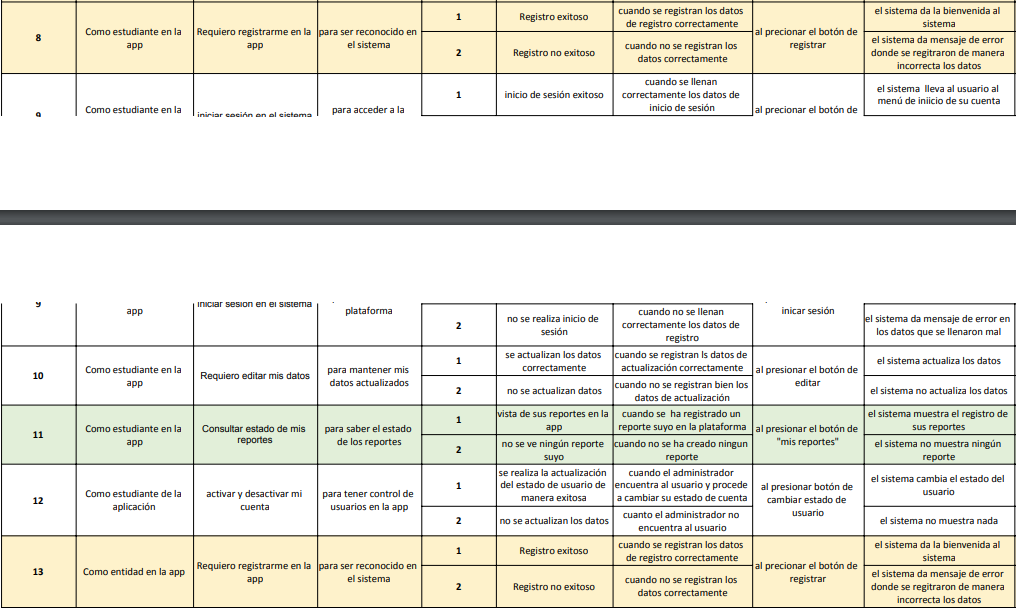 8
Como estudiante en la
app
Requiero registrarme en la
app
para ser reconocido en
el sistema
1
Registro exitoso
cuando se registran los datos
de registro correctamente
al precionar el botón de
registrar
el sistema da la bienvenida al
sistema
2
Registro no exitoso
cuando no se registran los
datos correctamente
el sistema da mensaje de error
donde se regitraron de manera
incorrecta los datos
9
Como estudiante en la
iniciar sesión en el sistema
para acceder a la
1
inicio de sesión exitoso
cuando se llenan
correctamente los datos de
inicio de sesión
al precionar el botón de
el sistema lleva al usuario al
menú de iniicio de su cuenta
9
app
iniciar sesión en el sistema
plataforma
2
no se realiza inicio de
sesión
cuando no se llenan
correctamente los datos de
registro
inicar sesión
el sistema da mensaje de error en
los datos que se llenaron mal
10
Como estudiante en la
app
Requiero editar mis datos
para mantener mis
datos actualizados
1
se actualizan los datos
correctamente
cuando se registran ls datos de
actualización correctamente
al presionar el botón de
editar
el sistema actualiza los datos
2
no se actualizan datos
cuando no se registran bien los
datos de actualización
el sistema no actualiza los datos
11
Como estudiante en la
app
Consultar estado de mis
reportes
para saber el estado
de los reportes
1
vista de sus reportes en la
app
cuando se ha registrado un
reporte suyo en la plataforma
al presionar el botón de
"mis reportes"
el sistema muestra el registro de
sus reportes
2
no se ve ningún reporte
suyo
cuando no se ha creado ningun
reporte
el sistema no muestra ningún
reporte
12
Como estudiante de la
aplicación
activar y desactivar mi
cuenta
para tener control de
usuarios en la app
1
se realiza la actualización
del estado de usuario de
manera exitosa
cuando el administrador
encuentra al usuario y procede
a cambiar su estado de cuenta
al presionar botón de
cambiar estado de
usuario
el sistema cambia el estado del
usuario
2
no se actualizan los datos
cuanto el administrador no
encuentra al usuario
el sistema no muestra nada
13
Como entidad en la app
Requiero registrarme en la
app
para ser reconocido en
el sistema
1
Registro exitoso
cuando se registran los datos
de registro correctamente
al precionar el botón de
registrar
el sistema da la bienvenida al
sistema
2
Registro no exitoso
cuando no se registran los
datos correctamente
el sistema da mensaje de error
donde se regitraron de manera
incorrecta los datos